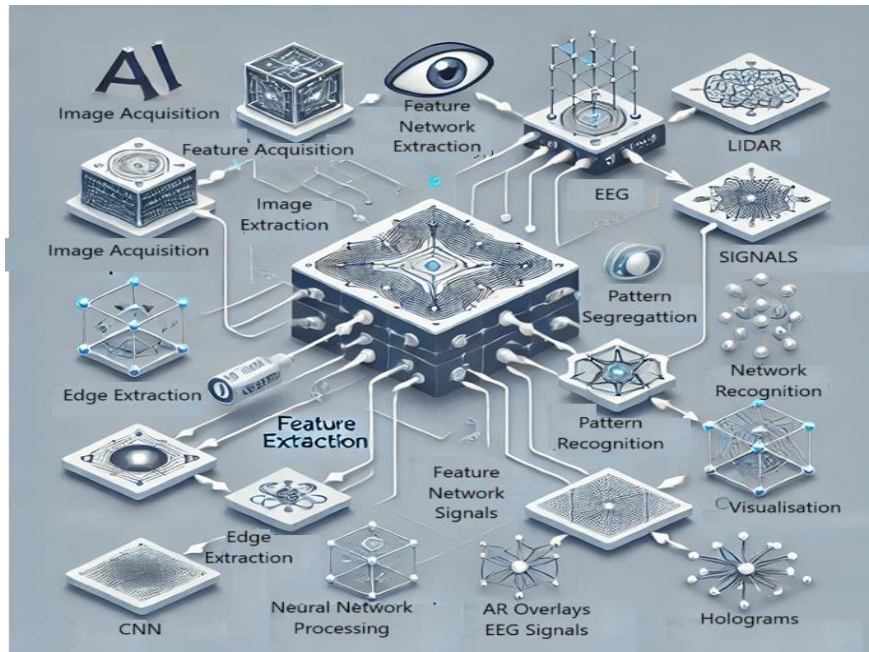 AI
Image Acquisition
Feature Acquisition
Feature
Network
Extraction
LIDAR
EEG
Image
Extraction
Image Acquisition
SIGNALS
Pattern
Segregattion
Edge Extraction
Network
Recognition
Feature
Extraction
Pattern
Recognition
Feature
Network
Signals
Visualisation
Edge
Extraction
CNN
Neural Network
Processing
AR Overlays
EEG Signals
Holograms